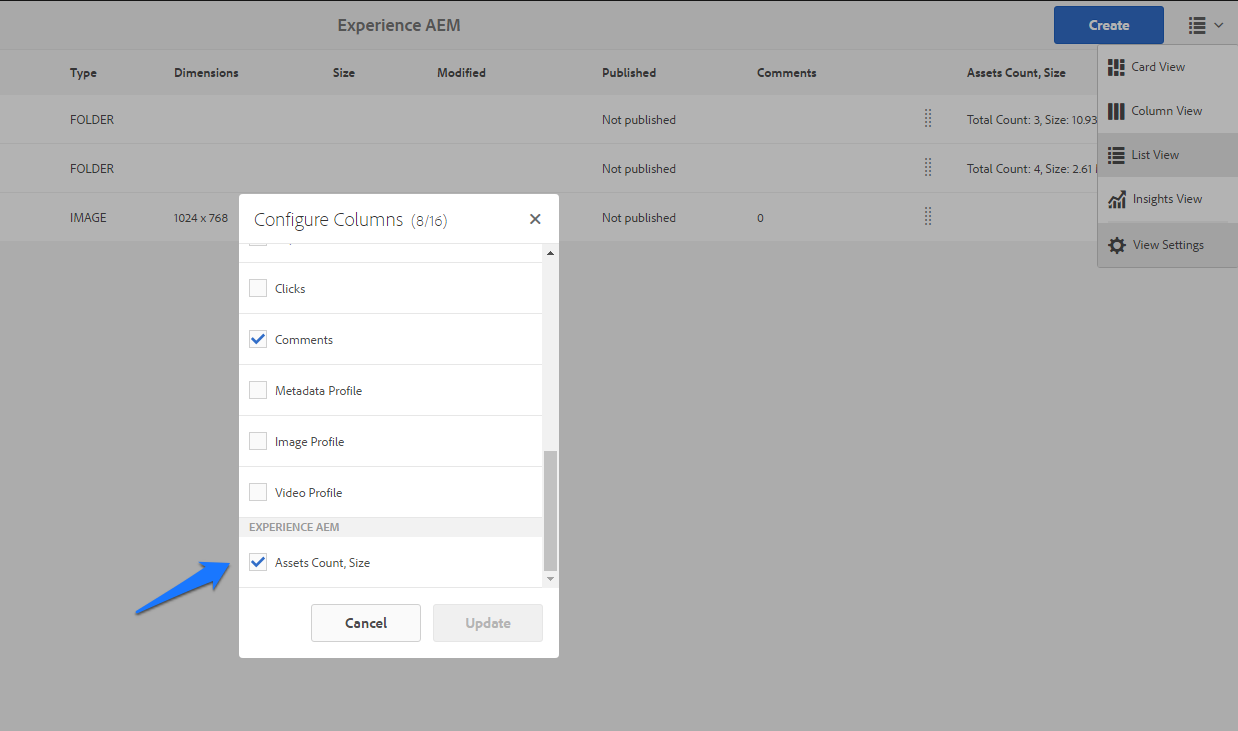 Experience AEM
Create
Type Dimensions Size Modified Published Comments Assets Count, Size
Card View
Column View
FOLDER Not published Total Count: 3, Size: 10.93
List View
FOLDER Not published Total Count: 4, Size: 2.61
Insights View
IMAGE 1024 x 768 Not published 0
View Settings
Configure Columns (8/16)
Clicks
Comments
Metadata Profile
Image Profile
Video Profile
EXPERIENCE AEM
Assets Count, Size
Cancel Update